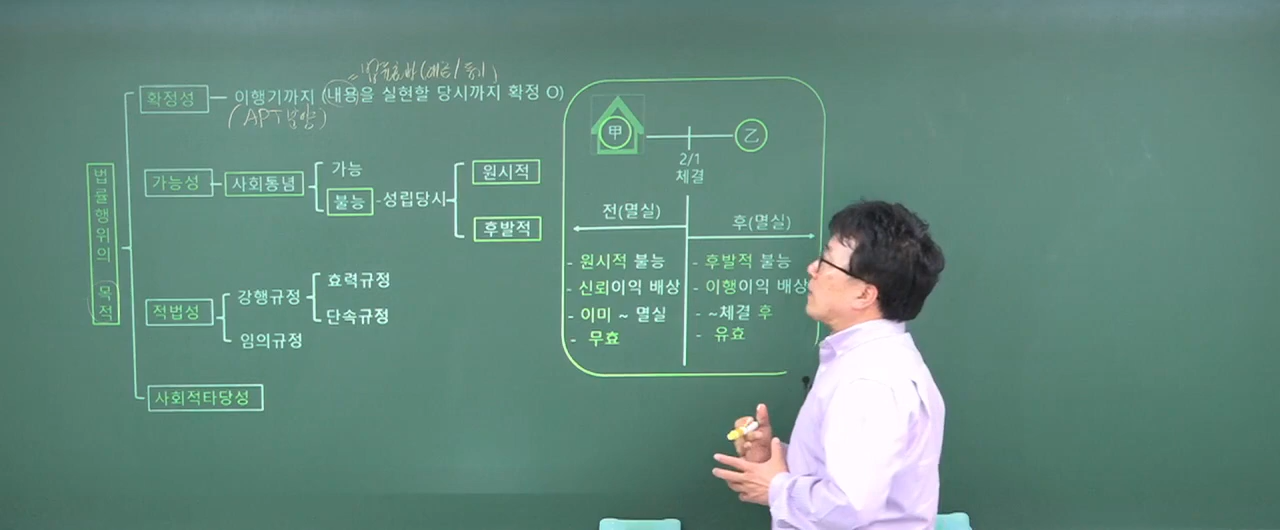 법률행위의 목적
확정성 - 이행기까지 (내용을 실현할 당시까지 확정 O)
(APT 분양)
가능성
사회통념
가능
불능
-성립당시
원시적
후발적
적법성
강행규정
효력규정
단속규정
임의규정
사회적타당성
甲
乙
2/1
체결
전(멸실)
- 원시적 불능
- 신뢰이익 배상
- 이미 ~ 멸실
- 무효
후(멸실)
- 후발적 불능
- 이행이익 배상
- ~체결 후
- 유효